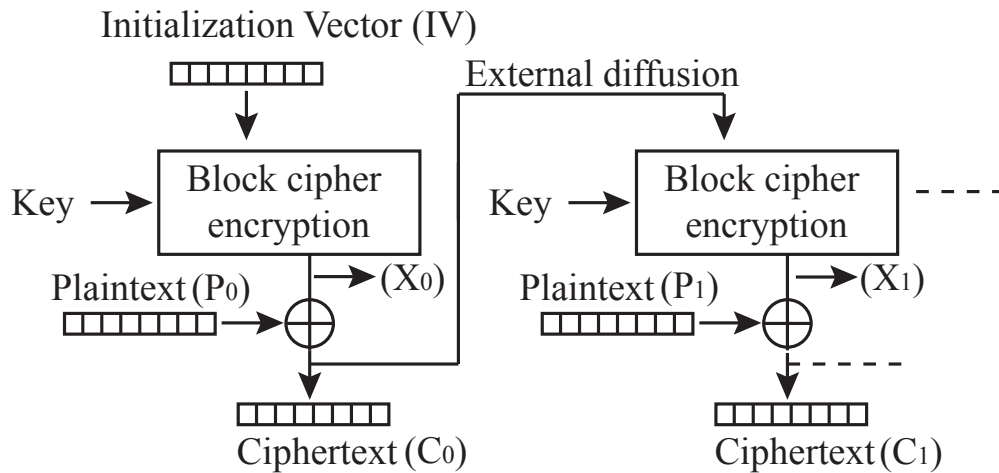 Initialization Vector (IV)
External diffusion
Block cipher
encryption
Block cipher
encryption
Key
Key
(X0)
(X1)
Plaintext (P0)
Plaintext (P1)
Ciphertext (C0)
Ciphertext (C1)